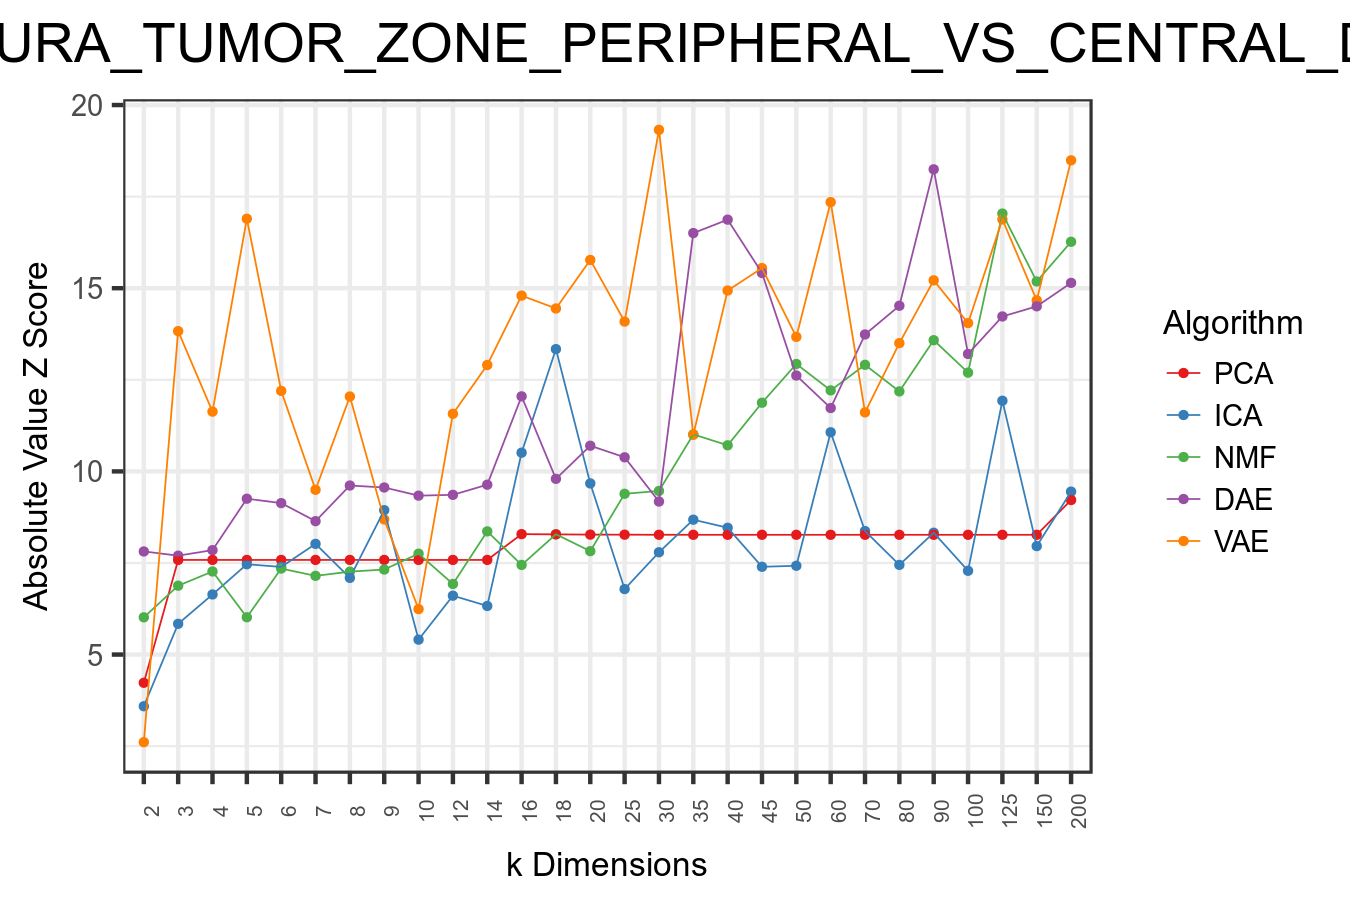 URA_TUMOR_ZONE_PERIPHERAL_VS_CENTRAL_D
20
15
10
5
Absolute Value Z Score
2 3 4 5 6 7 8 9 10 12 14 16 18 20 25 30 35 40 45 50 60 70 80 90 100 125 150 200
k Dimensions
Algorithm
PCA
ICA
NMF
DAE
VAE